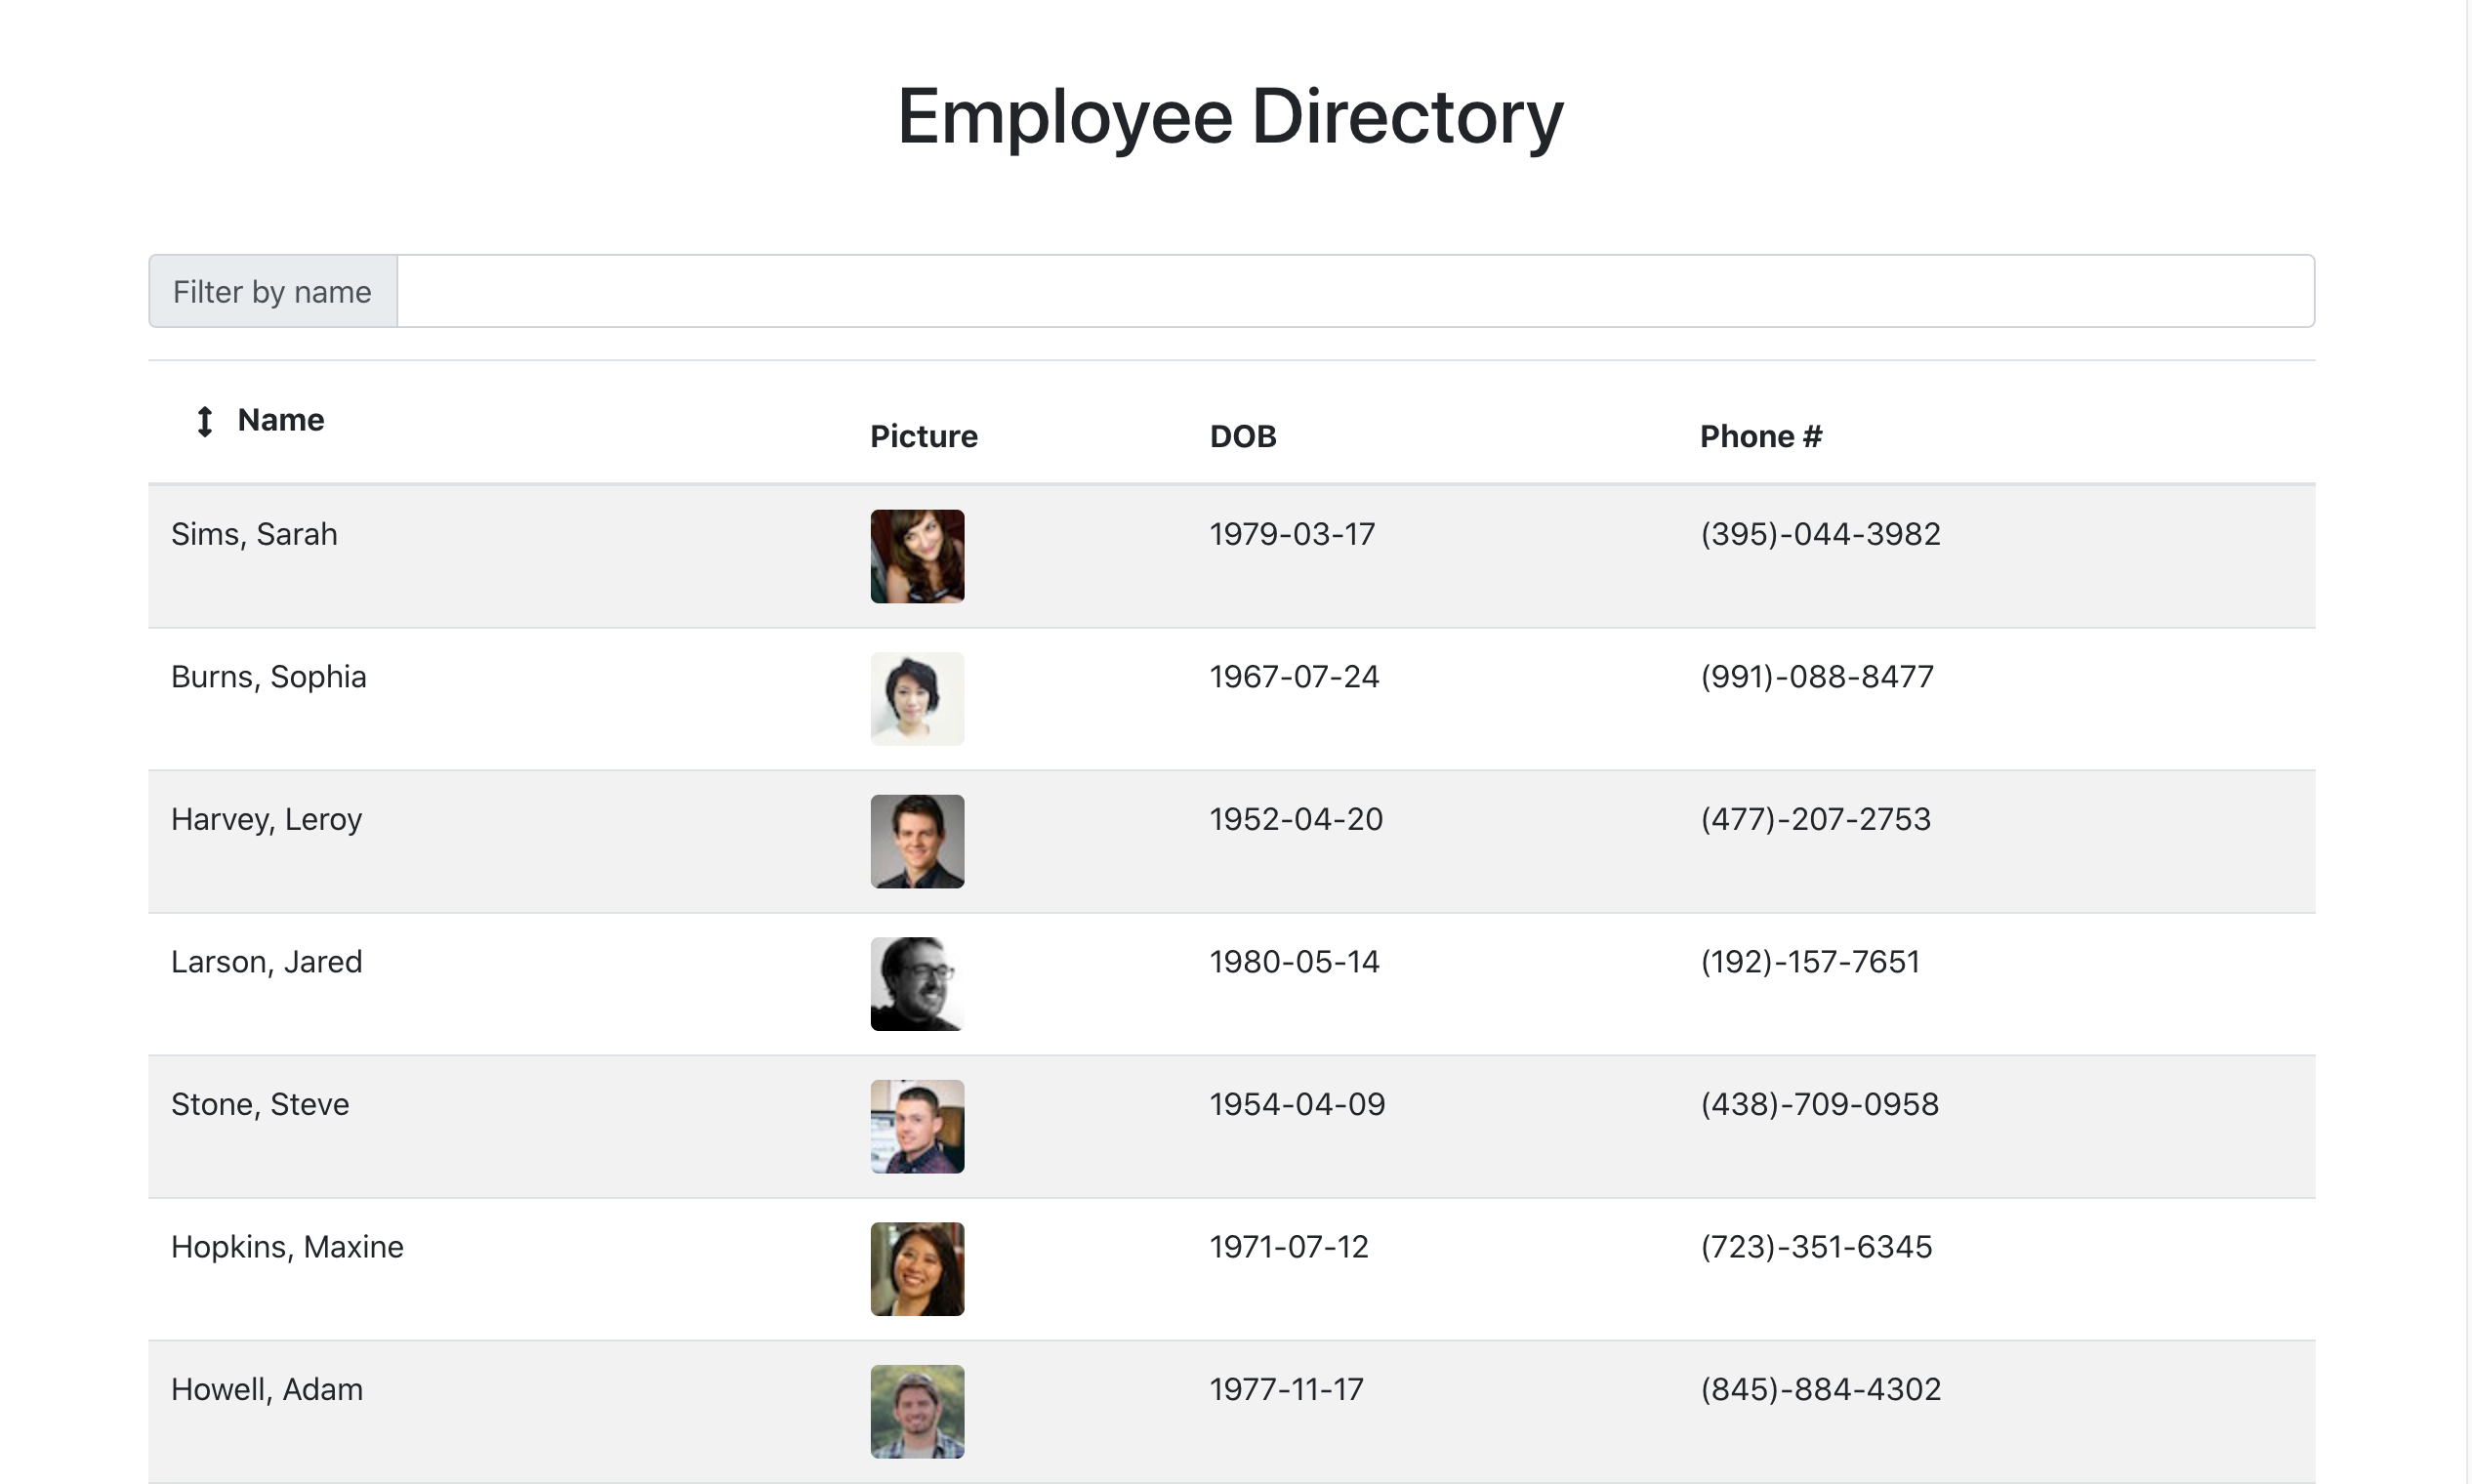 Employee Directory
Filter by name
Name Picture DOB Phone #
Sims, Sarah 1979-03-17 (395)-044-3982
Burns, Sophia 1967-07-24 (991)-088-8477
Harvey, Leroy 1952-04-20 (477)-207-2753
Larson, Jared 1980-05-14 (192)-157-7651
Stone, Steve 1954-04-09 (438)-709-0958
Hopkins, Maxine 1971-07-12 (723)-351-6345
Howell, Adam 1977-11-17 (845)-884-4302